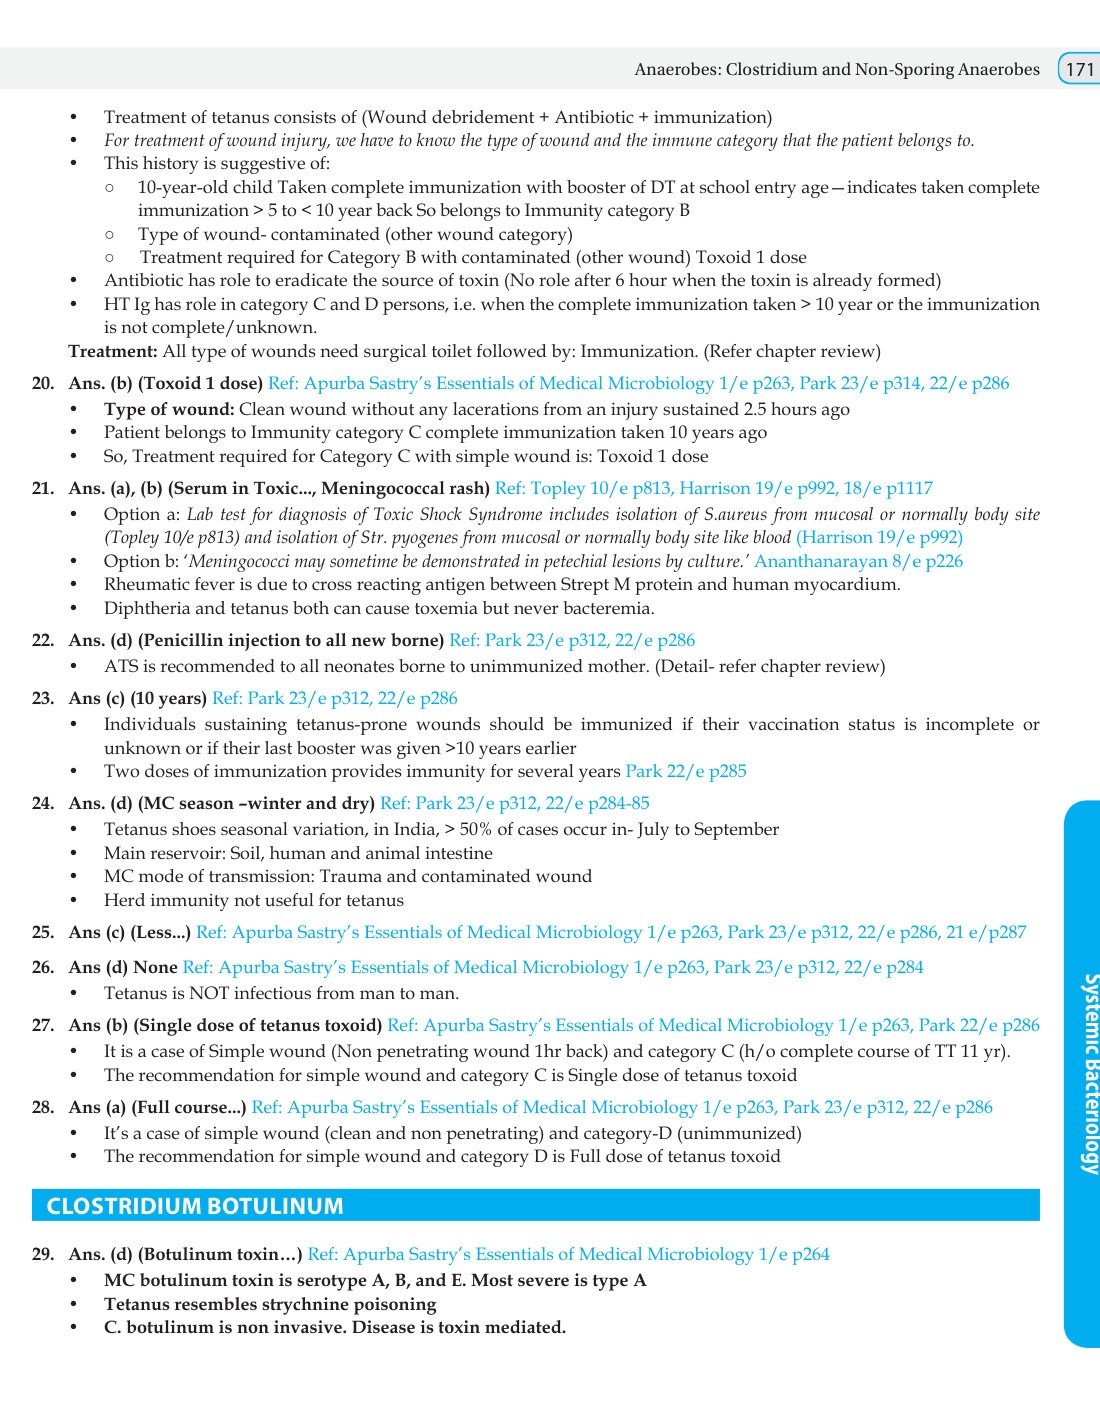 Anaerobes: Clostridium and Non-Sporing Anaerobes 171
• Treatment of tetanus consists of (Wound debridement + Antibiotic + immunization)
• For treatment of wound injury, we have to know the type of wound and the immune category that the patient belongs to.
• This history is suggestive of:
○ 10-year-old child Taken complete immunization with booster of DT at school entry age—indicates taken complete
immunization > 5 to < 10 year back So belongs to Immunity category B
○ Type of wound- contaminated (other wound category)
○ Treatment required for Category B with contaminated (other wound) Toxoid 1 dose
• Antibiotic has role to eradicate the source of toxin (No role after 6 hour when the toxin is already formed)
• HT Ig has role in category C and D persons, i.e. when the complete immunization taken > 10 year or the immunization
is not complete/unknown.
Treatment: All type of wounds need surgical toilet followed by: Immunization. (Refer chapter review)
20. Ans. (b) (Toxoid 1 dose) Ref: Apurba Sastry's Essentials of Medical Microbiology 1/e p263, Park 23/e p314, 22/e p286
• Type of wound: Clean wound without any lacerations from an injury sustained 2.5 hours ago
• Patient belongs to Immunity category C complete immunization taken 10 years ago
• So, Treatment required for Category C with simple wound is: Toxoid 1 dose
21. Ans. (a), (b) (Serum in Toxic..., Meningococcal rash) Ref: Topley 10/e p813, Harrison 19/e p992, 18/e p1117
• Option a: Lab test for diagnosis of Toxic Shock Syndrome includes isolation of S.aureus from mucosal or normally body site
(Topley 10/e p813) and isolation of Str. pyogenes from mucosal or normally body site like blood (Harrison 19/e p992)
• Option b: 'Meningococci may sometime be demonstrated in petechial lesions by culture.' Ananthanarayan 8/e p226
• Rheumatic fever is due to cross reacting antigen between Strept M protein and human myocardium.
• Diphtheria and tetanus both can cause toxemia but never bacteremia.
22. Ans. (d) (Penicillin injection to all new borne) Ref: Park 23/e p312, 22/e p286
• ATS is recommended to all neonates borne to unimmunized mother. (Detail- refer chapter review)
23. Ans (c) (10 years) Ref: Park 23/e p312, 22/e p286
• Individuals sustaining tetanus-prone wounds should be immunized if their vaccination status is incomplete or
unknown or if their last booster was given >10 years earlier
• Two doses of immunization provides immunity for several years Park 22/e p285
24. Ans. (d) (MC season –winter and dry) Ref: Park 23/e p312, 22/e p284-85
• Tetanus shoes seasonal variation, in India, > 50% of cases occur in- July to September
• Main reservoir: Soil, human and animal intestine
• MC mode of transmission: Trauma and contaminated wound
• Herd immunity not useful for tetanus
25. Ans (c) (Less...) Ref: Apurba Sastry's Essentials of Medical Microbiology 1/e p263, Park 23/e p312, 22/e p286, 21 e/p287
26. Ans (d) None Ref: Apurba Sastry's Essentials of Medical Microbiology 1/e p263, Park 23/e p312, 22/e p284
• Tetanus is NOT infectious from man to man.
27. Ans (b) (Single dose of tetanus toxoid) Ref: Apurba Sastry's Essentials of Medical Microbiology 1/e p263, Park 22/e p286
• It is a case of Simple wound (Non penetrating wound 1hr back) and category C (h/o complete course of TT 11 yr).
• The recommendation for simple wound and category C is Single dose of tetanus toxoid
28. Ans (a) (Full course...) Ref: Apurba Sastry's Essentials of Medical Microbiology 1/e p263, Park 23/e p312, 22/e p286
• It's a case of simple wound (clean and non penetrating) and category-D (unimmunized)
• The recommendation for simple wound and category D is Full dose of tetanus toxoid
CLOSTRIDIUM BOTULINUM
29. Ans. (d) (Botulinum toxin…) Ref: Apurba Sastry's Essentials of Medical Microbiology 1/e p264
• MC botulinum toxin is serotype A, B, and E. Most severe is type A
• Tetanus resembles strychnine poisoning
• C. botulinum is non invasive. Disease is toxin mediated.
Systemic Bacteriology